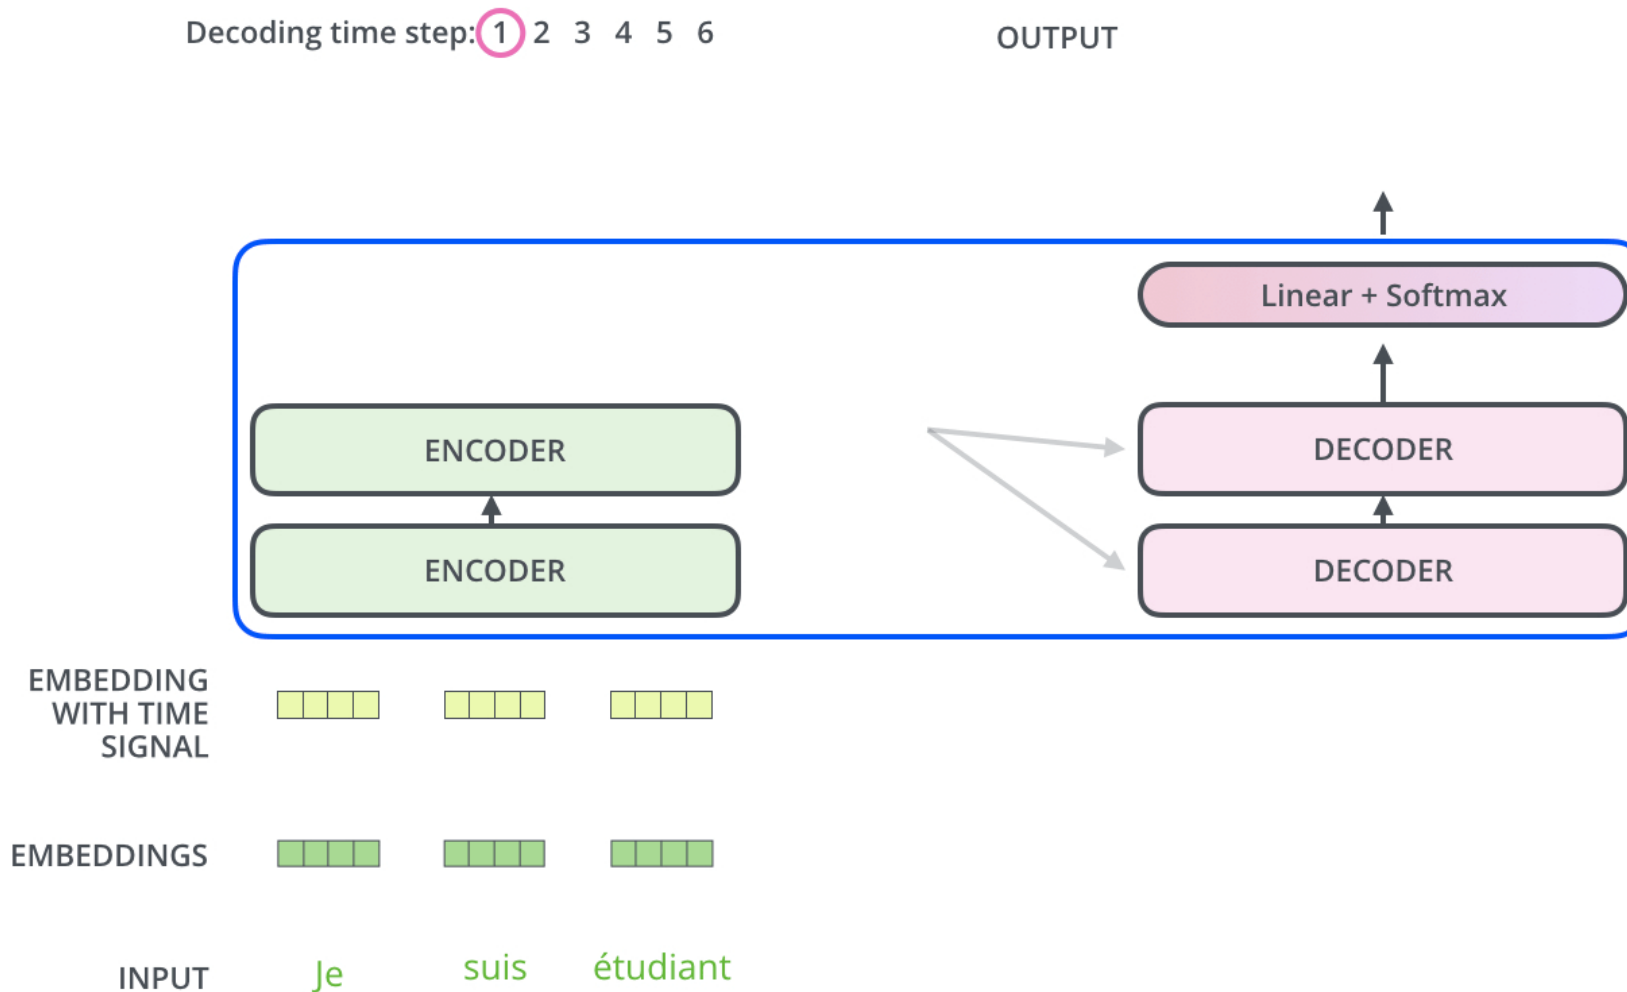 Decoding time step: 1 2 3 4 5 6
OUTPUT
Linear + Softmax
ENCODER
DECODER
ENCODER
DECODER
EMBEDDING
WITH TIME
SIGNAL
EMBEDDINGS
INPUT Je suis étudiant